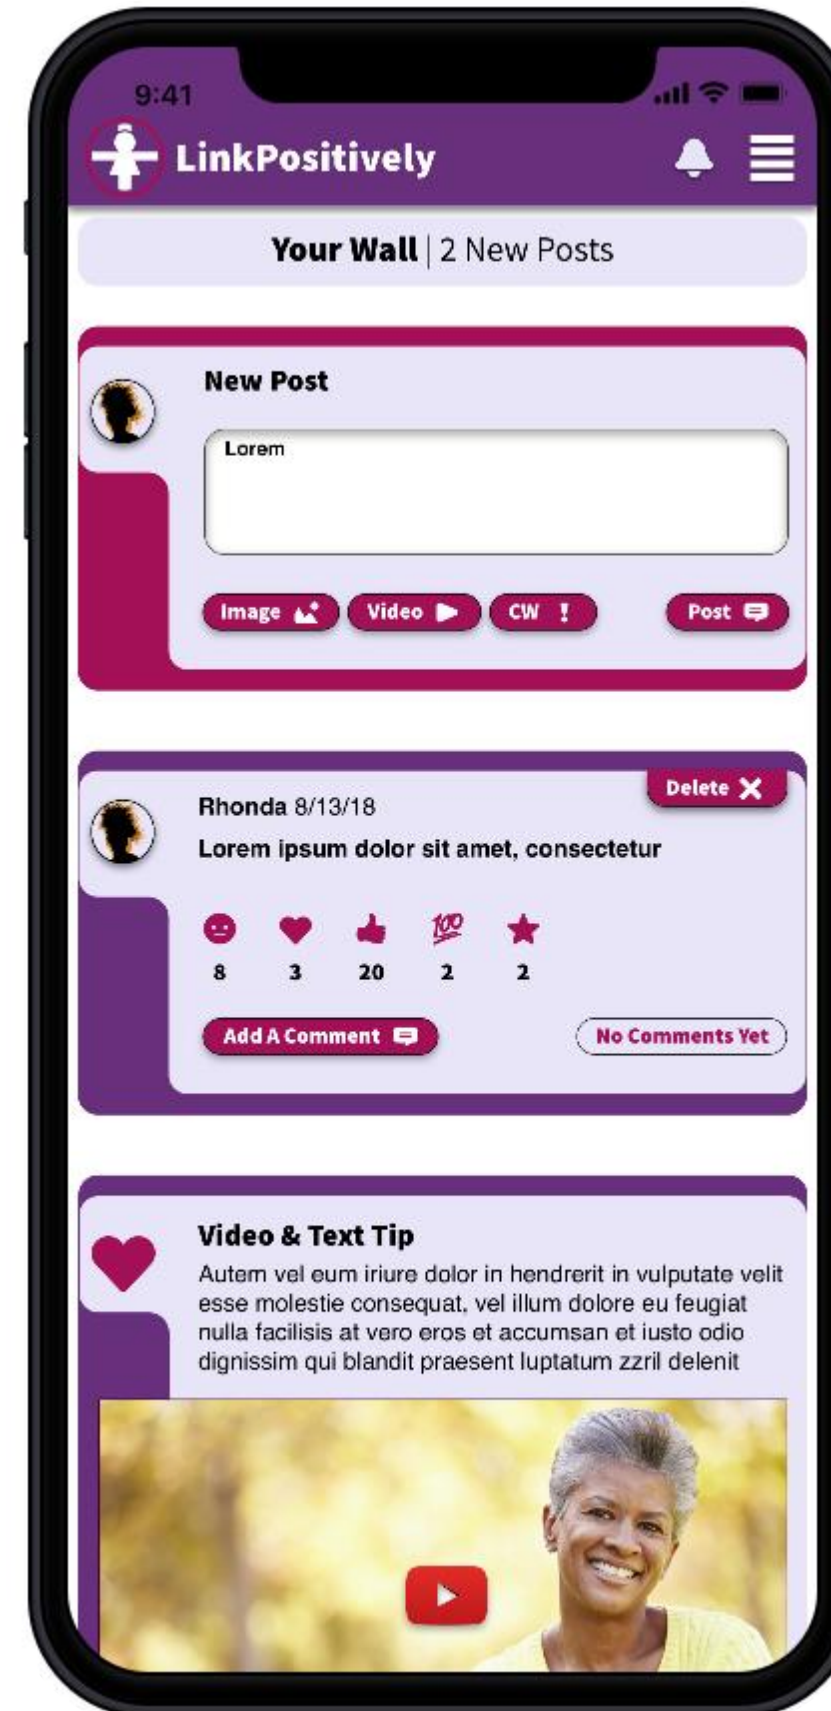 9:41
LinkPositively
Your Wall | 2 New Posts
New Post
Lorem
Image
Video
CW !
Post
Delete
Rhonda 8/13/18
Lorem ipsum dolor sit amet, consectetur
100
8 3 20 2 2
Add A Comment
No Comments Yet
Video & Text Tip
Autem vel eum iriure dolor in hendrerit in vulputate velit
esse molestie consequat, vel illum dolore eu feugiat
nulla facilisis at vero eros et accumsan et iusto odio
dignissim qui blandit praesent luptatum zzril delenit